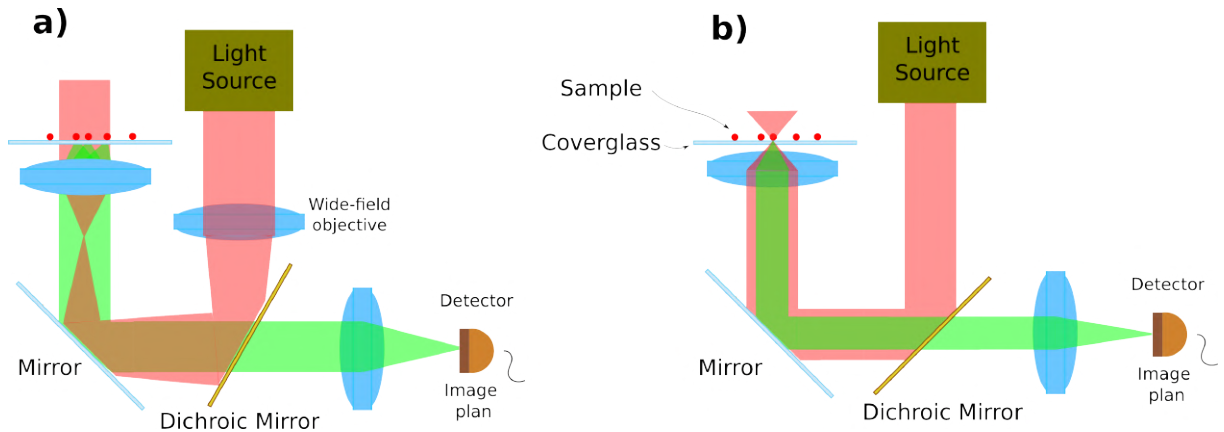 a)
Light
Source
Wide-field
objective
Detector
Mirror
Image
plan
Dichroic Mirror
b)
Light
Source
Sample
Coverglass
Detector
Mirror
Image
plan
Dichroic Mirror